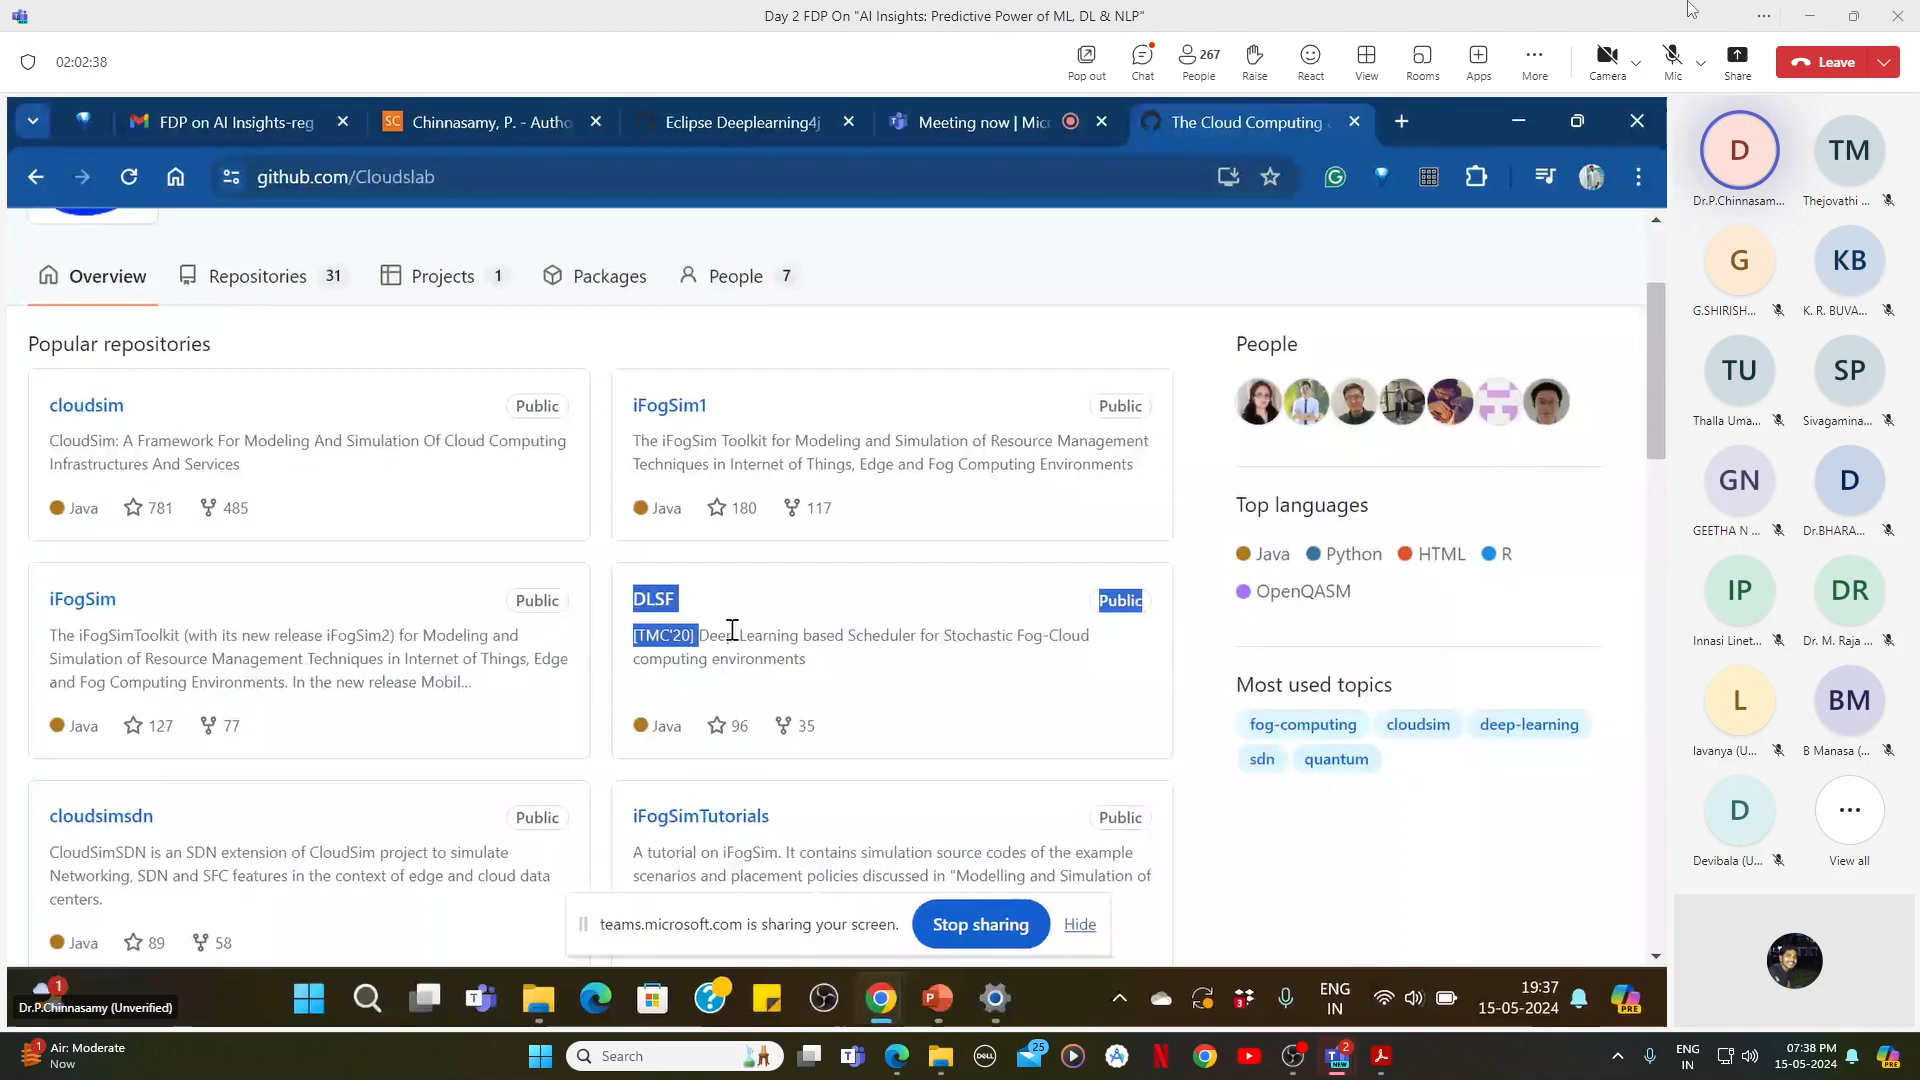 Day 2 FDP On "AI Insights: Predictive Power of ML, DL & NLP"
02:02:38
Pop out
Chat
267
People
Raise
React
View
Rooms
Apps
More
Camera
Mic
Share
Leave
FDP on AI Insights-reg
SC
Chinnasamy, P. - Autho
Eclipse Deeplearning4j
Meeting now | Mic
The Cloud Computing
github.com/Cloudslab
Overview
Repositories 31
Projects 1
Packages
People 7
Popular repositories
cloudsim
Public
CloudSim: A Framework For Modeling And Simulation Of Cloud Computing
Infrastructures And Services
Java 781 485
iFogSim1
Public
The iFogSim Toolkit for Modeling and Simulation of Resource Management
Techniques in Internet of Things, Edge and Fog Computing Environments
Java 180 117
iFogSim
Public
The iFogSimToolkit (with its new release iFogSim2) for Modeling and
Simulation of Resource Management Techniques in Internet of Things, Edge
and Fog Computing Environments. In the new release Mobil...
Java 127 77
DLSF
Public
[TMC'20] Deep Learning based Scheduler for Stochastic Fog-Cloud
computing environments
Java 96 35
cloudsimsdn
Public
CloudSimSDN is an SDN extension of CloudSim project to simulate
Networking, SDN and SFC features in the context of edge and cloud data
centers.
Java 89 58
iFogSimTutorials
Public
A tutorial on iFogSim. It contains simulation source codes of the example
scenarios and placement policies discussed in "Modelling and Simulation of
People
Top languages
Java Python HTML R
OpenQASM
Most used topics
fog-computing cloudsim deep-learning
sdn quantum
teams.microsoft.com is sharing your screen.
Stop sharing
Hide
D
Dr.P.Chinnasam...
TM
Thejovathi ...
G
G.SHIRISH...
KB
K. R. BUVA...
TU
Thalla Uma...
SP
Sivagamina...
GN
GEETHA N ...
D
Dr.BHARA...
IP
Innasi Linet...
DR
Dr. M. Raja ...
L
lavanya (U...
BM
B Manasa (...
D
Devibala (U...
View all
1
Dr.P.Chinnasamy (Unverified)
3
ENG
IN
19:37
15-05-2024
PRE
1
Air: Moderate
Now
Search
DELL
25
2
NEW
ENG
IN
07:38 PM
15-05-2024
PRE